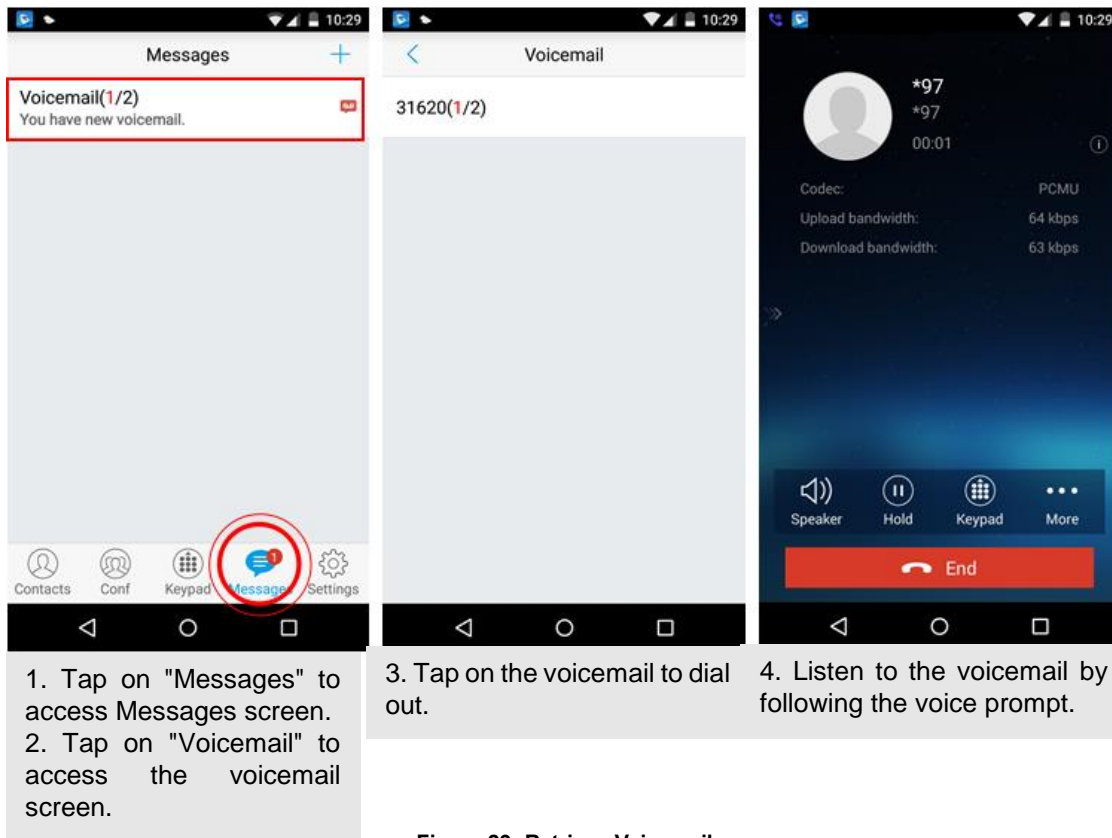 10:29
Messages
Voicemail(1/2)
You have new voicemail.
1
Contacts Conf Keypad Messages Settings
10:29
Voicemail
31620(1/2)
10:29
*97
*97
00:01
Codec: PCMU
Upload bandwidth: 64 kbps
Download bandwidth: 63 kbps
Speaker Hold Keypad More
End
1. Tap on "Messages" to
access Messages screen.
2. Tap on "Voicemail" to
access the voicemail
screen.
3. Tap on the voicemail to dial
out.
4. Listen to the voicemail by
following the voice prompt.